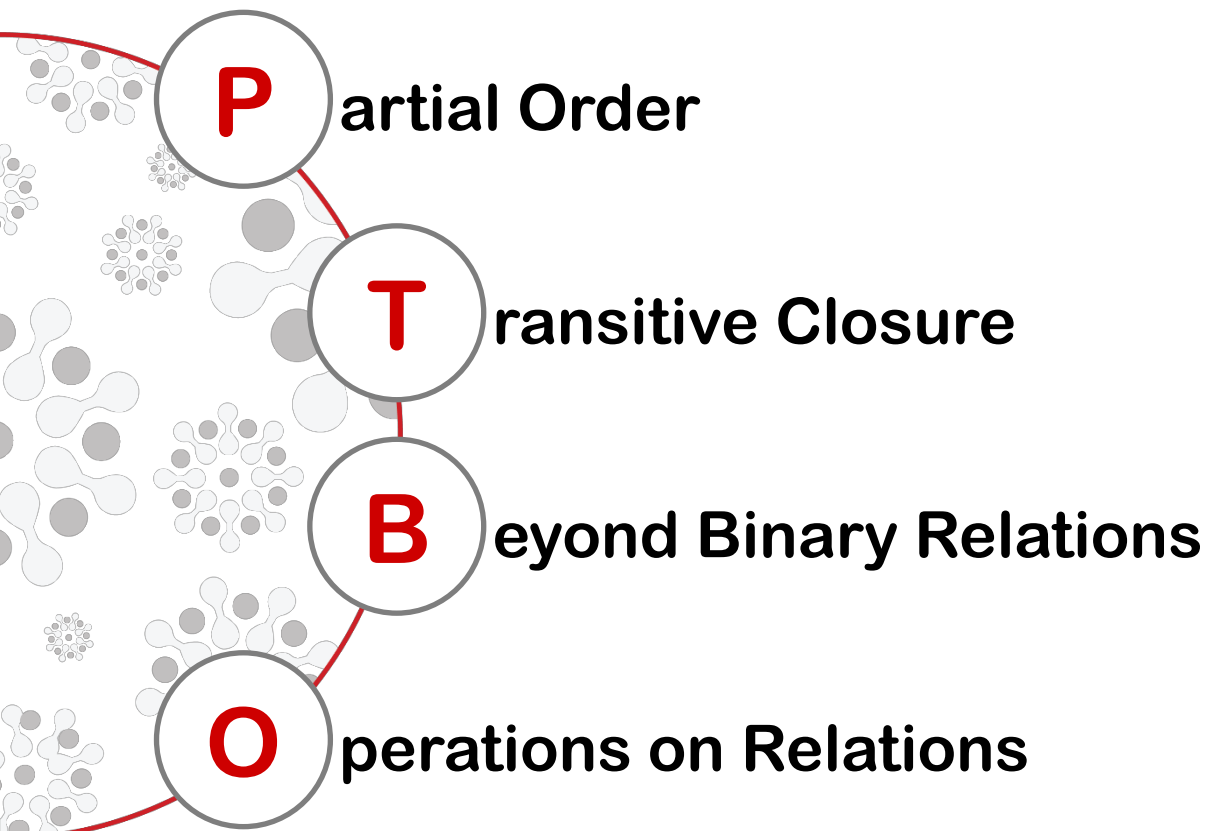 Partial Order
Transitive Closure
Beyond Binary Relations
Operations on Relations